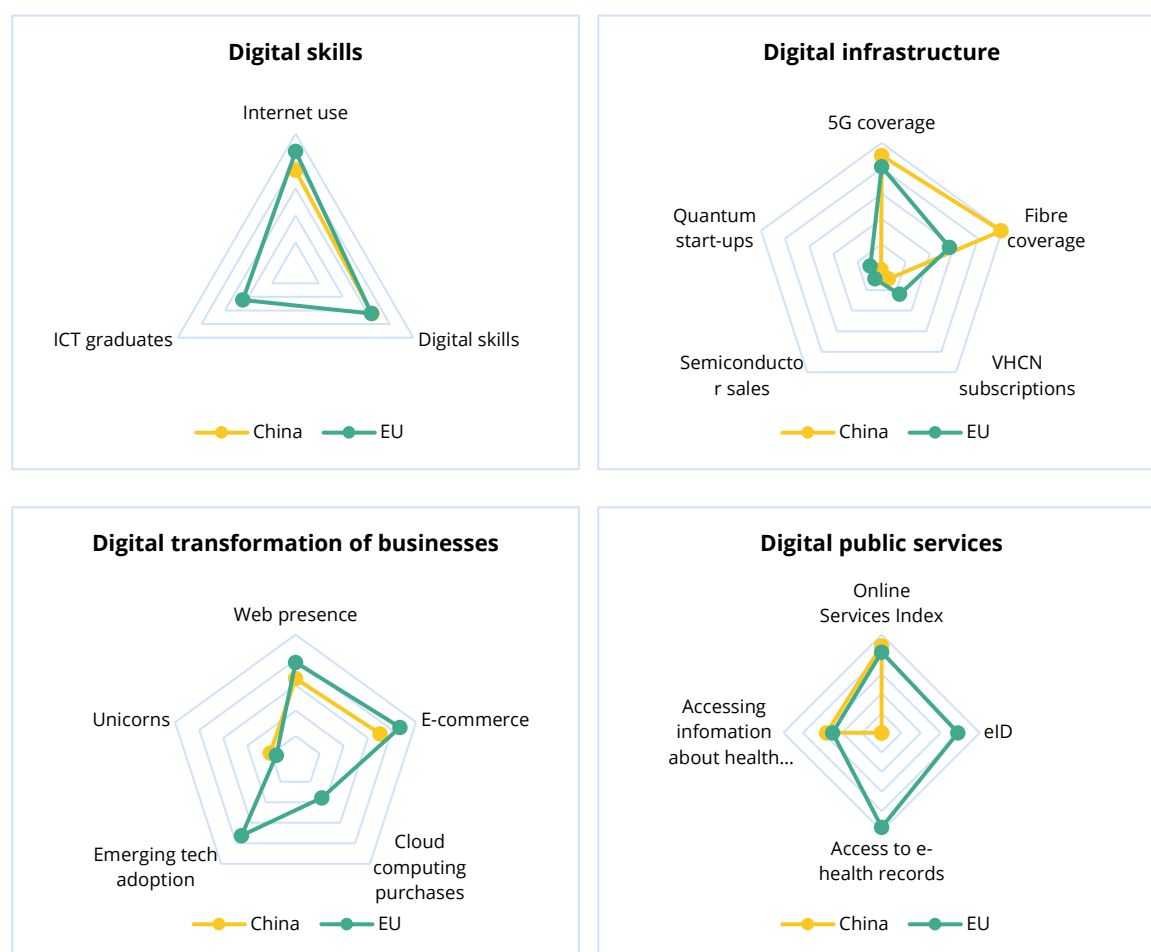 Digital skills
Internet use
ICT graduates
Digital skills
China
EU
Digital infrastructure
5G coverage
Quantum
start-ups
Fibre
coverage
Semiconducto
r sales
VHCN
subscriptions
China
EU
Digital transformation of businesses
Web presence
Unicorns
E-commerce
Emerging tech
adoption
Cloud
computing
purchases
China
EU
Digital public services
Online
Services Index
Accessing
infomation
about health...
eID
Access to e-
health records
China
EU